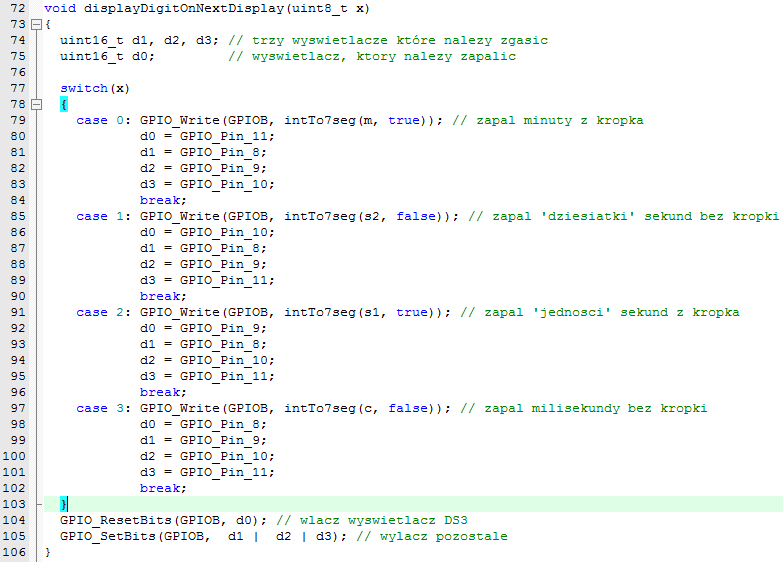 72 void displayDigitOnNextDisplay(uint8_t x)
73 {
74   uint16_t d1, d2, d3; // trzy wyswietlacze które nalezy zgasic
75   uint16_t d0;         // wyswietlacz, ktory nalezy zapalic
76
77   switch(x)
78   {
79     case 0: GPIO_Write(GPIOB, intTo7seg(m, true)); // zapal minuty z kropka
80             d0 = GPIO_Pin_11;
81             d1 = GPIO_Pin_8;
82             d2 = GPIO_Pin_9;
83             d3 = GPIO_Pin_10;
84             break;
85     case 1: GPIO_Write(GPIOB, intTo7seg(s2, false)); // zapal 'dziesiatki' sekund bez kropki
86             d0 = GPIO_Pin_10;
87             d1 = GPIO_Pin_8;
88             d2 = GPIO_Pin_9;
89             d3 = GPIO_Pin_11;
90             break;
91     case 2: GPIO_Write(GPIOB, intTo7seg(s1, true)); // zapal 'jednosci' sekund z kropka
92             d0 = GPIO_Pin_9;
93             d1 = GPIO_Pin_8;
94             d2 = GPIO_Pin_10;
95             d3 = GPIO_Pin_11;
96             break;
97     case 3: GPIO_Write(GPIOB, intTo7seg(c, false)); // zapal milisekundy bez kropki
98             d0 = GPIO_Pin_8;
99             d1 = GPIO_Pin_9;
100             d2 = GPIO_Pin_10;
101             d3 = GPIO_Pin_11;
102             break;
103   }
104   GPIO_ResetBits(GPIOB, d0); // wlacz wyswietlacz DS3
105   GPIO_SetBits(GPIOB,  d1 |  d2 | d3); // wylacz pozostale
106 }